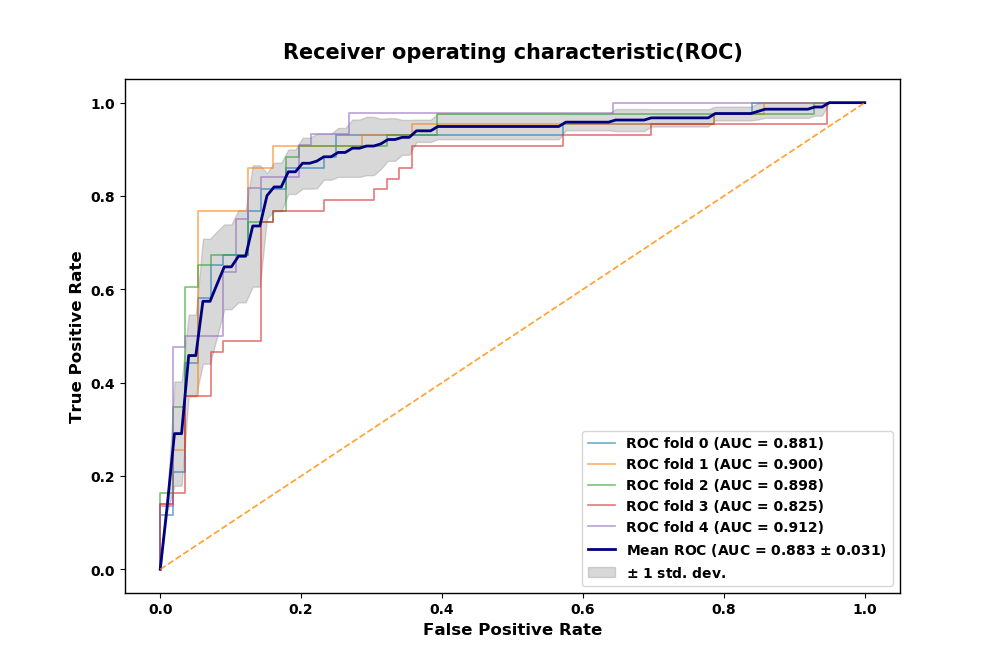 Receiver operating characteristic(ROC)
1.0
0.8
0.6
0.4
0.2
0.0
True Positive Rate
ROC fold 0 (AUC = 0.881)
ROC fold 1 (AUC = 0.900)
ROC fold 2 (AUC = 0.898)
ROC fold 3 (AUC = 0.825)
ROC fold 4 (AUC = 0.912)
Mean ROC (AUC = 0.883 ± 0.031)
± 1 std. dev.
0.0 0.2 0.4 0.6 0.8 1.0
False Positive Rate